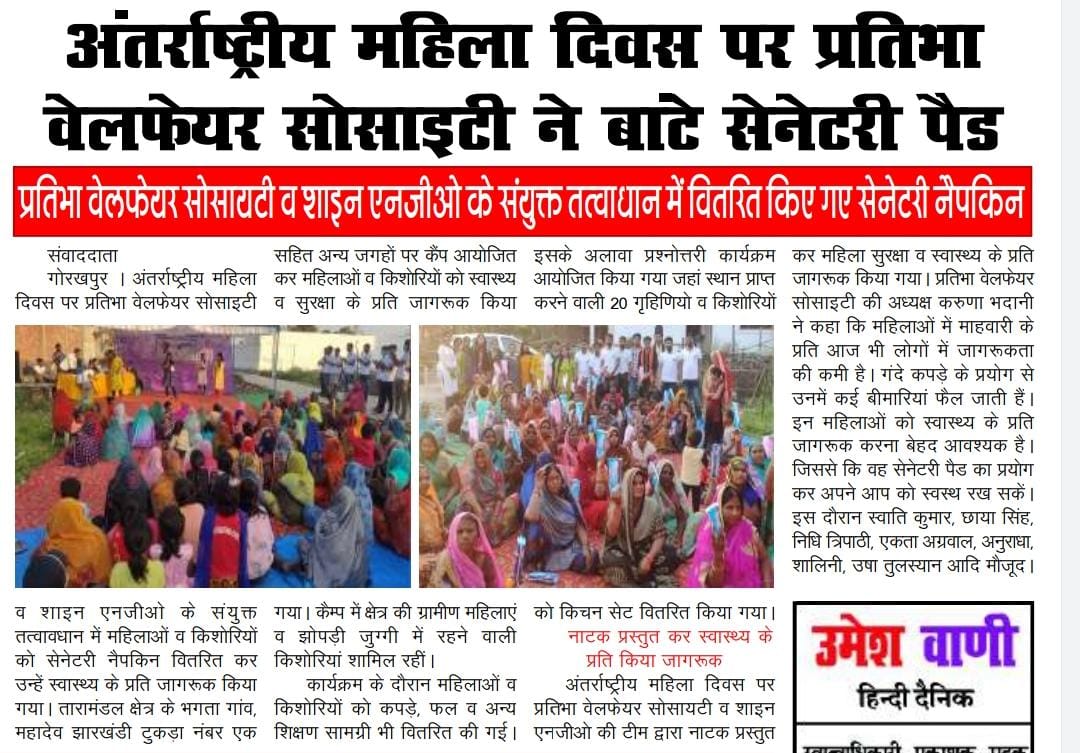 अंतर्राष्ट्रीय महिला दिवस पर प्रतिभा
वेलफेयर सोसाइटी ने बाटे सेनेटरी पैड
प्रतिभा वेलफेयर सोसायटी व शाइन एनजीओ के संयुक्त तत्वाधान में वितरित किए गए सेनेटरी नैपकिन
संवाददाता
गोरखपुर । अंतर्राष्ट्रीय महिला
दिवस पर प्रतिभा वेलफेयर सोसाइटी
व शाइन एनजीओ के संयुक्त
तत्वावधान में महिलाओं व किशोरियों
को सेनेटरी नैपकिन वितरित कर
उन्हें स्वास्थ्य के प्रति जागरूक किया
गया। तारामंडल क्षेत्र के भगता गांव,
महादेव झारखंडी टुकड़ा नंबर एक
सहित अन्य जगहों पर कैंप आयोजित
कर महिलाओं व किशोरियों को स्वास्थ्य
व सुरक्षा के प्रति जागरूक किया
गया। कैम्प में क्षेत्र की ग्रामीण महिलाएं
व झोपड़ी जुग्गी में रहने वाली
किशोरियां शामिल रहीं।
कार्यक्रम के दौरान महिलाओं व
किशोरियों को कपड़े, फल व अन्य
शिक्षण सामग्री भी वितरित की गई।
इसके अलावा प्रश्नोत्तरी कार्यक्रम
आयोजित किया गया जहां स्थान प्राप्त
करने वाली 20 गृहिणियो व किशोरियों
को किचन सेट वितरित किया गया।
नाटक प्रस्तुत कर स्वास्थ्य के
प्रति किया जागरूक
अंतर्राष्ट्रीय महिला दिवस पर
प्रतिभा वेलफेयर सोसायटी व शाइन
एनजीओ की टीम द्वारा नाटक प्रस्तुत
कर महिला सुरक्षा व स्वास्थ्य के प्रति
जागरूक किया गया। प्रतिभा वेलफेयर
सोसाइटी की अध्यक्ष करुणा भदानी
ने कहा कि महिलाओं में माहवारी के
प्रति आज भी लोगों में जागरूकता
की कमी है। गंदे कपड़े के प्रयोग से
उनमें कई बीमारियां फैल जाती हैं।
इन महिलाओं को स्वास्थ्य के प्रति
जागरूक करना बेहद आवश्यक है।
जिससे कि वह सेनेटरी पैड का प्रयोग
कर अपने आप को स्वस्थ रख सकें।
इस दौरान स्वाति कुमार, छाया सिंह,
निधि त्रिपाठी, एकता अग्रवाल, अनुराधा,
शालिनी, उषा तुलस्यान आदि मौजूद।
उमेश वाणी
हिन्दी दैनिक